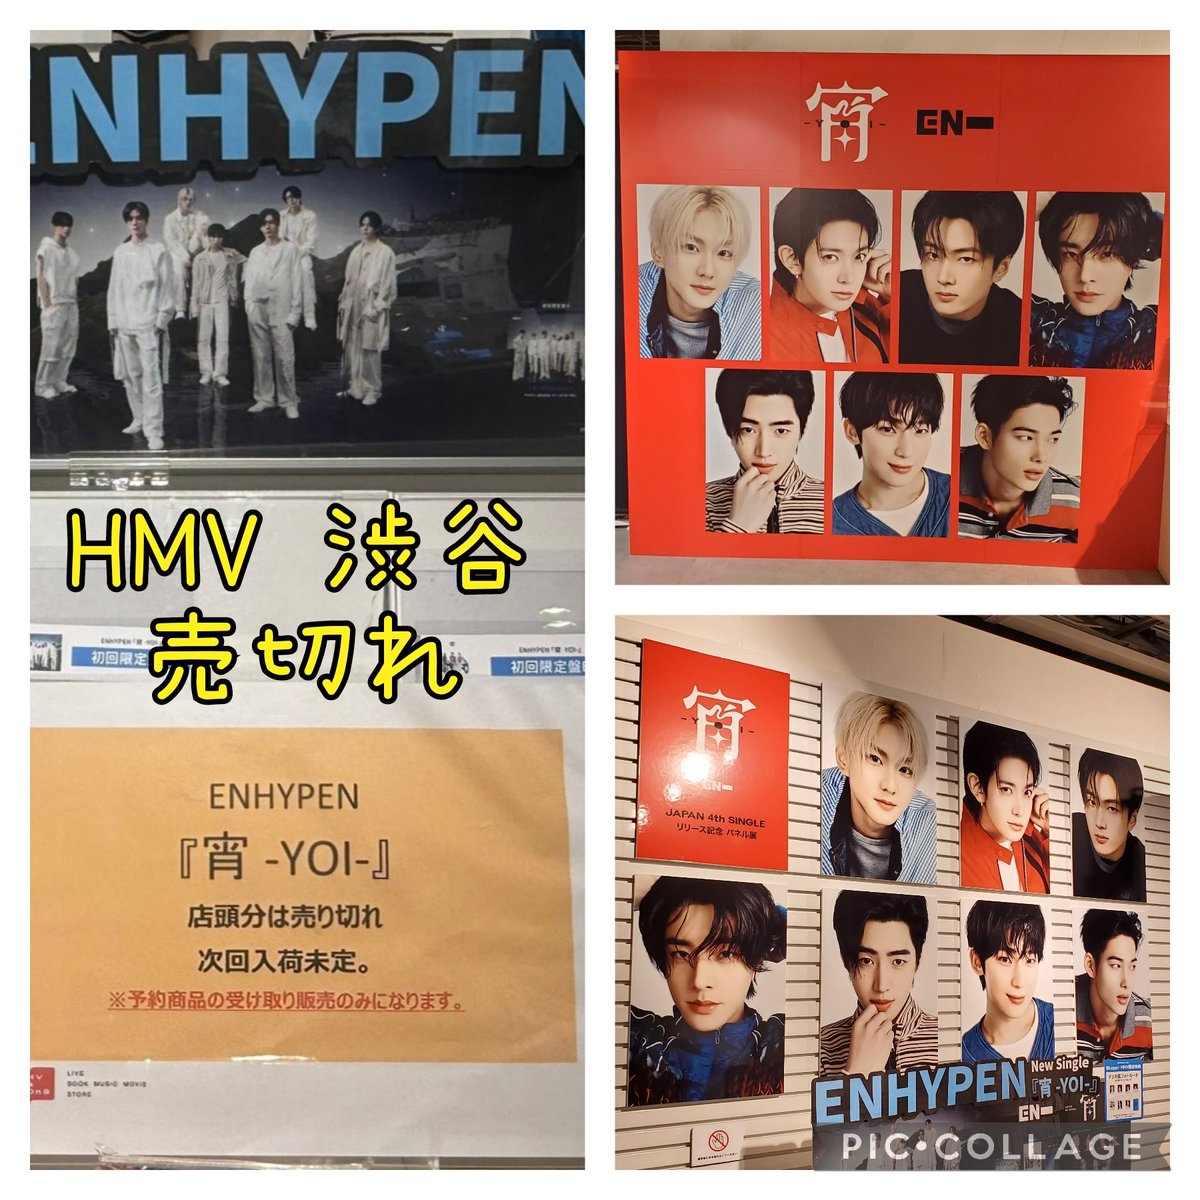 ENHYPEN
HMV 渋谷
売切れ
初回限定
初回限定盤
ENHYPEN
『宵 -YOI-』
店頭分は売り切れ
次回入荷未定。
※予約商品の受け取り販売のみになります。
LIVE
BOOK MUSIC MOVIE
STORE
宵
-YOI-
EN-
宵
-YOI-
EN-
JAPAN 4th SINGLE
リリース記念 パネル展
ENHYPEN
New Single
『宵 -YOI-』
EN-
宵
PIC•COLLAGE